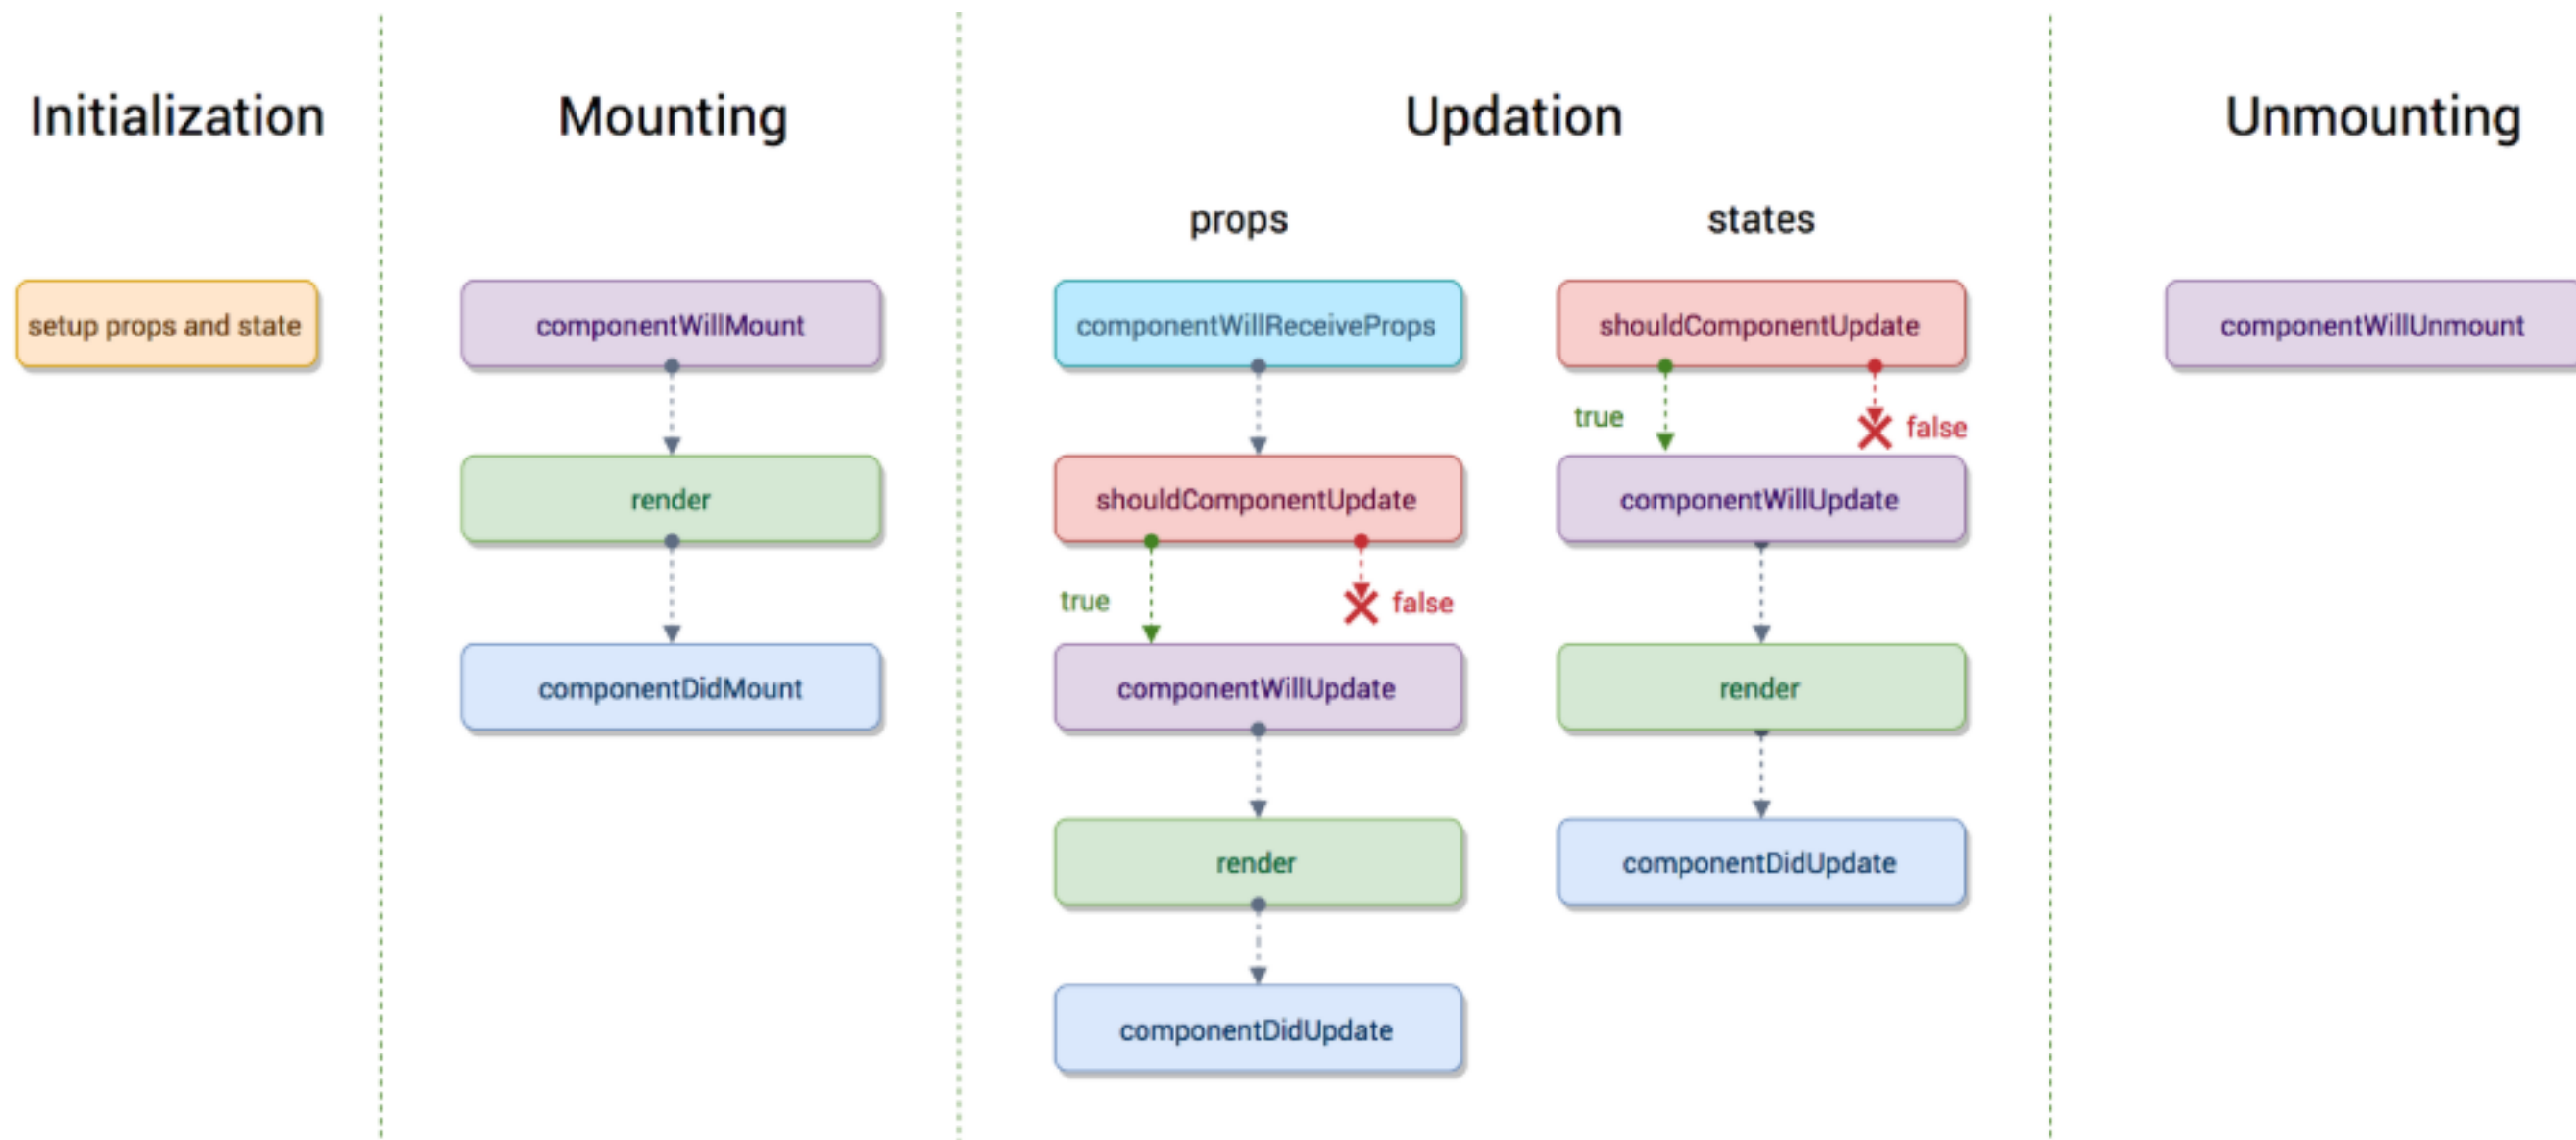 Initialization
setup props and state
Mounting
componentWillMount
render
componentDidMount
Updation
props
componentWillReceiveProps
shouldComponentUpdate
true
false
componentWillUpdate
render
componentDidUpdate
states
shouldComponentUpdate
true
false
componentWillUpdate
render
componentDidUpdate
Unmounting
componentWillUnmount